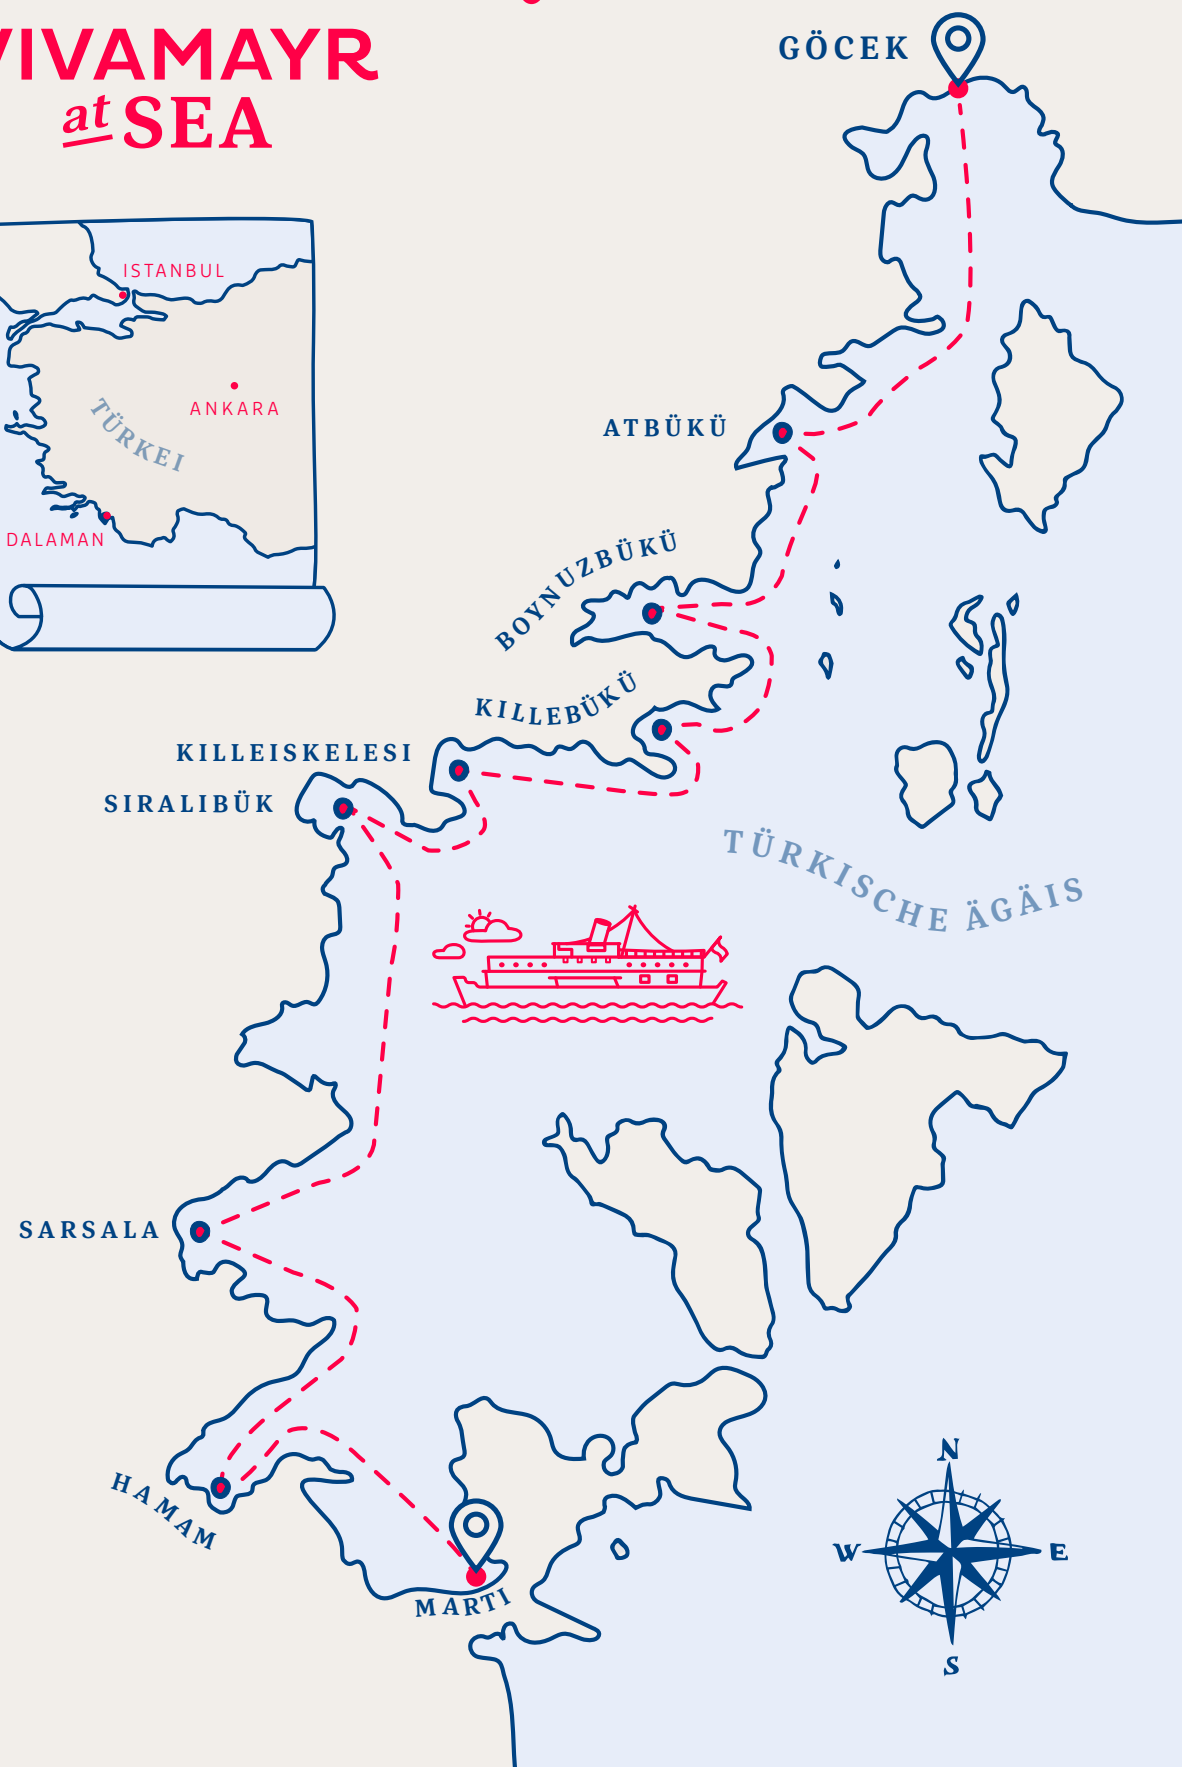 VIVAMAYR
at SEA
GÖCEK
ISTANBUL
ANKARA
TÜRKEI
DALAMAN
ATBÜKÜ
BOYNUZBÜKÜ
KILLEBÜKÜ
KILLEISKELESI
SIRALIBÜK
TÜRKISCHE ÄGÄIS
SARSALA
HAMAM
MARTI
N
W
E
S